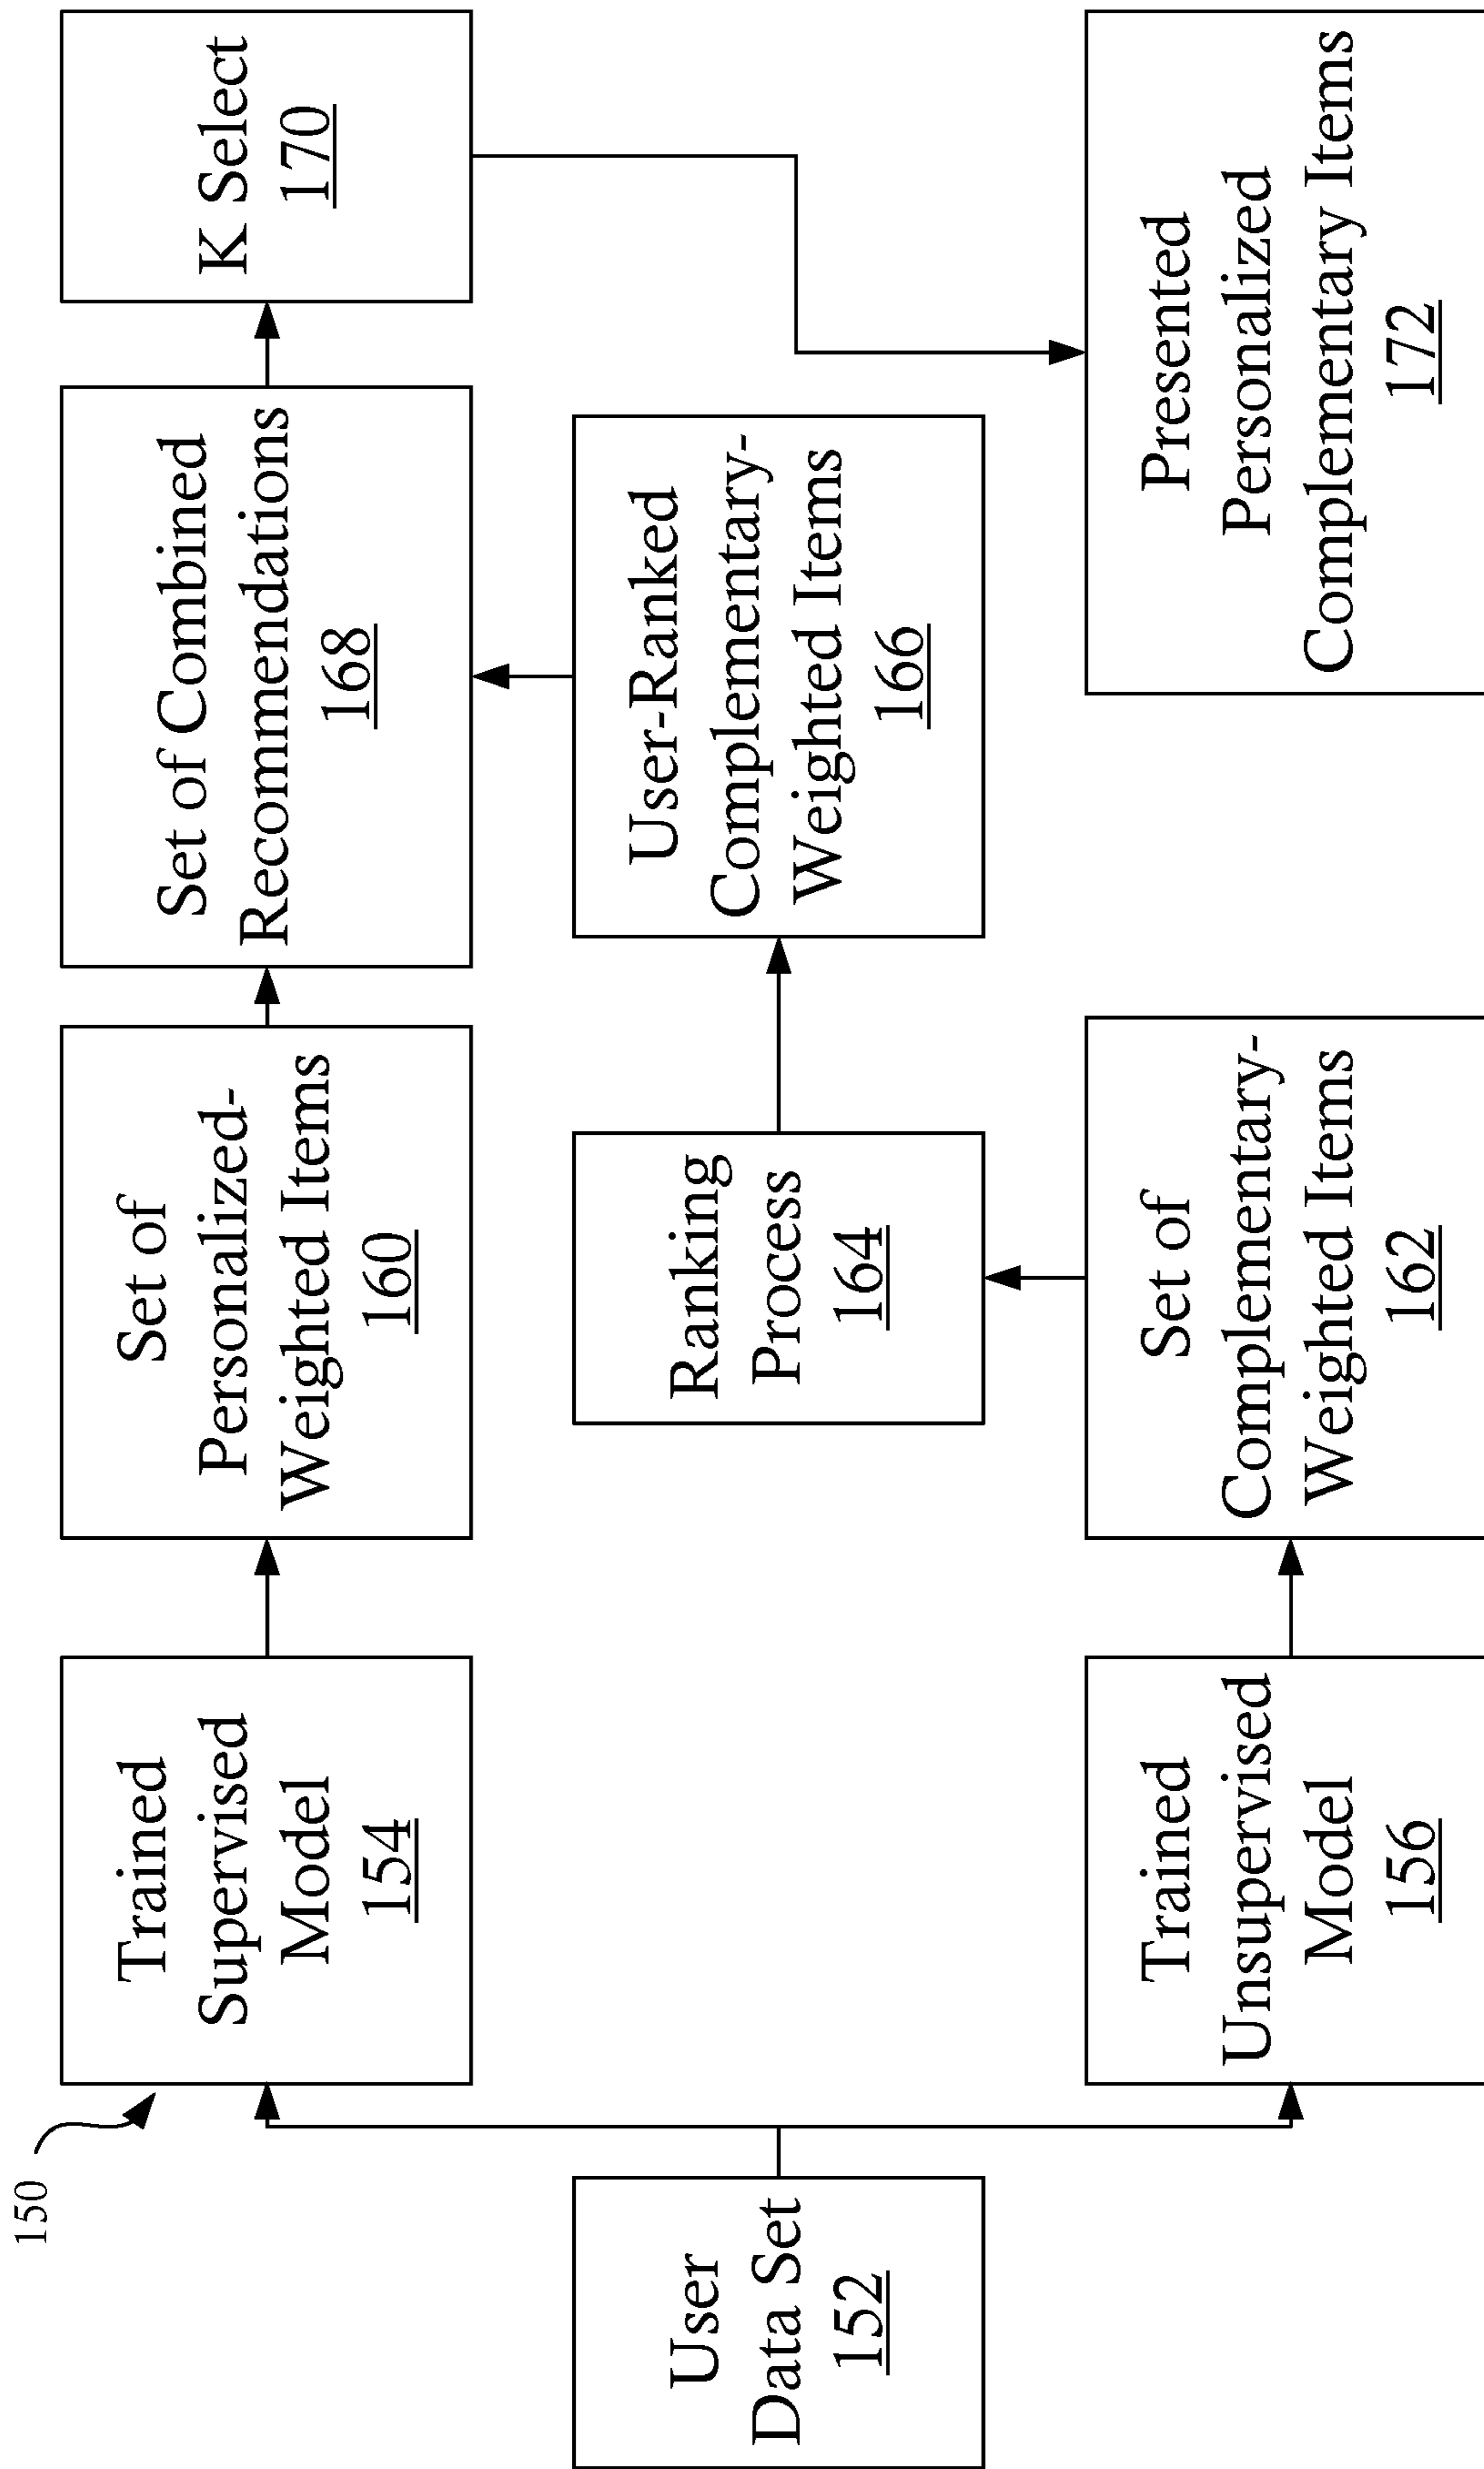 150
User
Data Set
152
Trained
Supervised
Model
154
Trained
Unsupervised
Model
156
Set of
Personalized-
Weighted Items
160
Set of
Complementary-
Weighted Items
162
Ranking
Process
164
User-Ranked
Complementary-
Weighted Items
166
Set of Combined
Recommendations
168
K Select
170
Presented
Personalized
Complementary Items
172